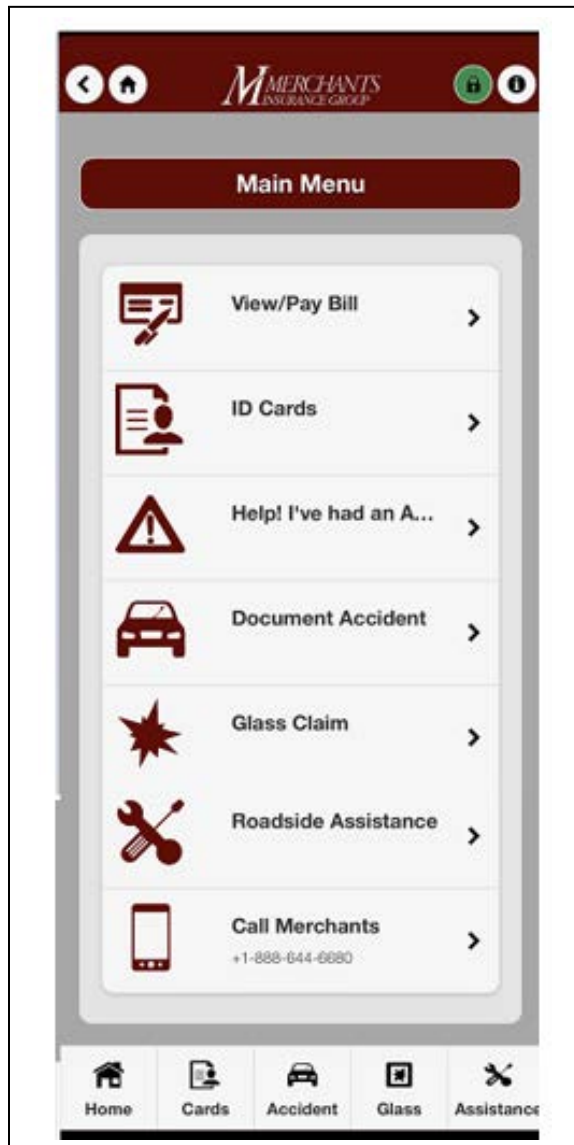 MERCHANTS
INSURANCE GROUP
Main Menu
View/Pay Bill
ID Cards
Help! I've had an A...
Document Accident
Glass Claim
Roadside Assistance
Call Merchants
+1-888-644-6680
Home Cards Accident Glass Assistance